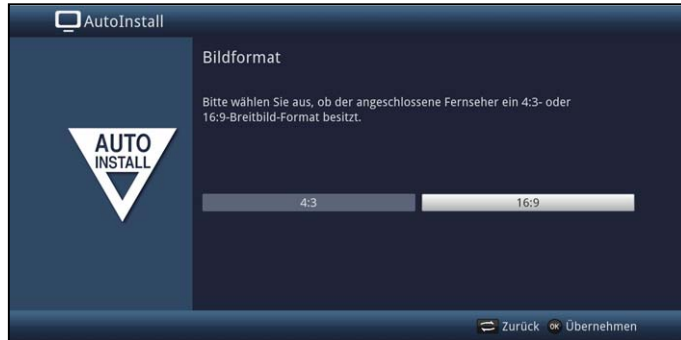 AutoInstall
Bildformat
Bitte wählen Sie aus, ob der angeschlossene Fernseher ein 4:3- oder
16:9-Breitbild-Format besitzt.
AUTO
INSTALL
4:3
16:9
Zurück OK Übernehmen